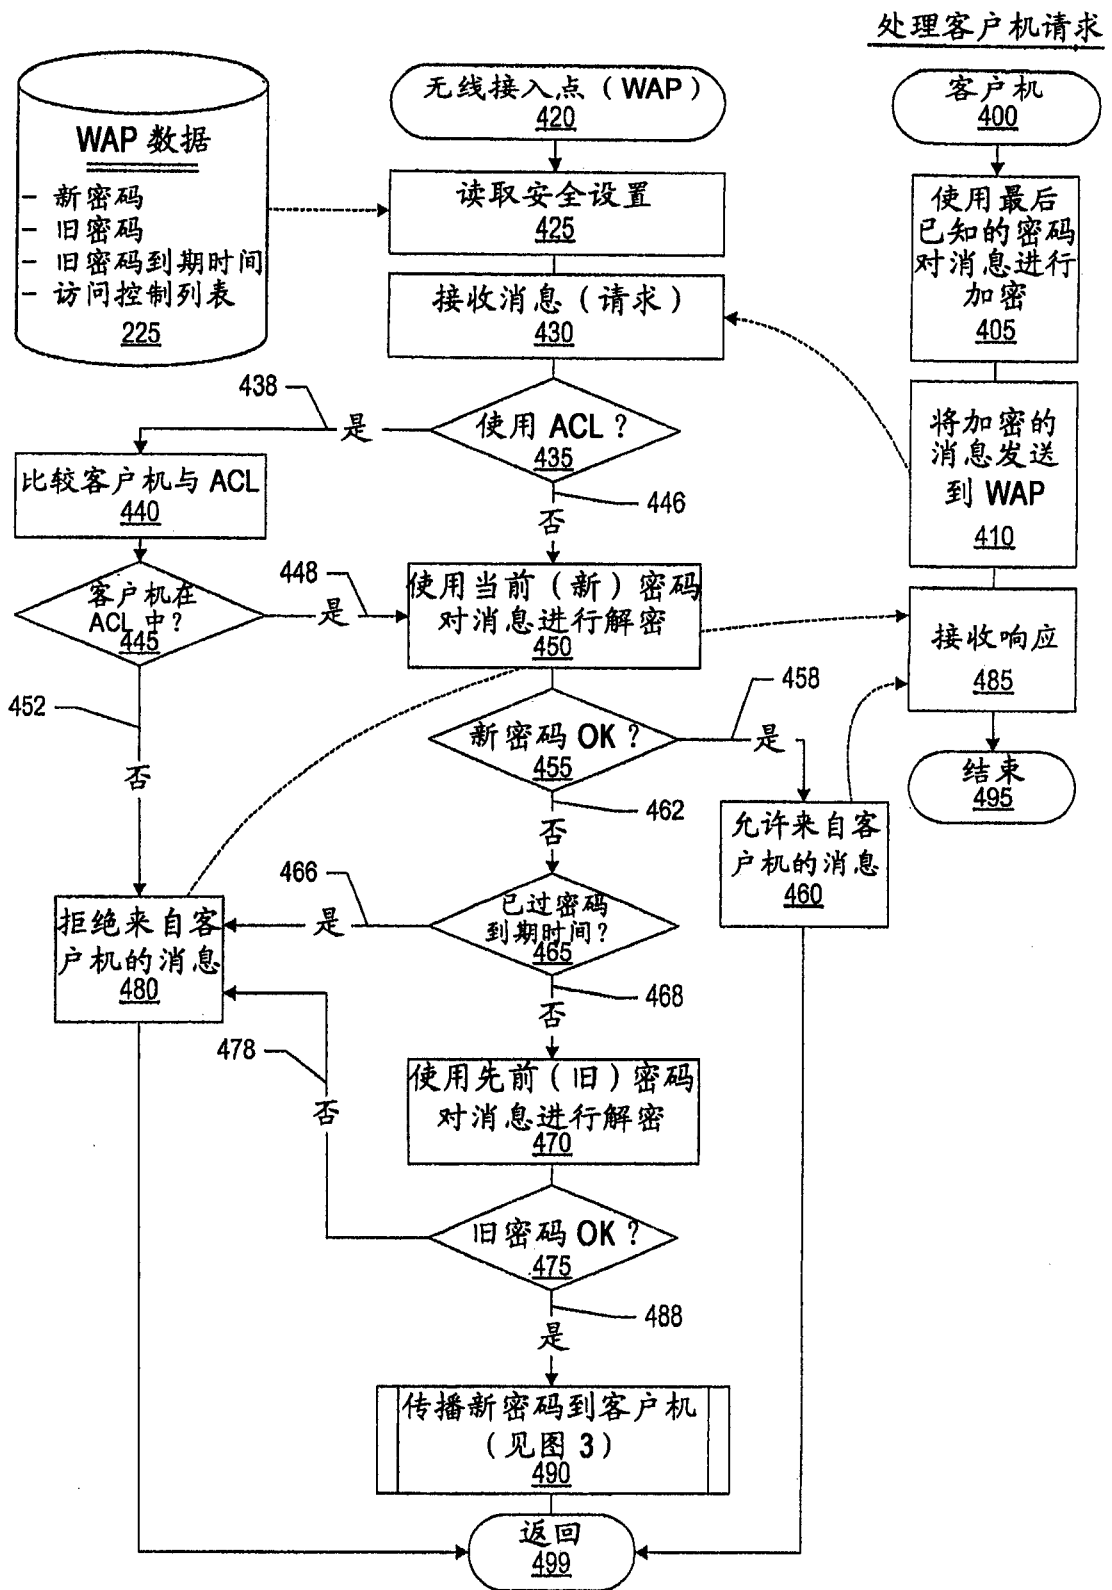 处理客户机请求
WAP 数据
- 新密码
- 旧密码
- 旧密码到期时间
- 访问控制列表
225
无线接入点（WAP）
420
读取安全设置
425
接收消息（请求）
430
438
是
使用 ACL？
435
446
否
比较客户机与 ACL
440
客户机在
ACL 中？
445
448
是
452
否
使用当前（新）密码
对消息进行解密
450
新密码 OK？
455
458
是
462
否
允许来自客
户机的消息
460
已过密码
到期时间？
465
466
是
468
否
拒绝来自客
户机的消息
480
478
否
使用先前（旧）密码
对消息进行解密
470
旧密码 OK？
475
488
是
传播新密码到客户机
（见图 3）
490
返回
499
客户机
400
使用最后
已知的密码
对消息进行
加密
405
将加密的
消息发送
到 WAP
410
接收响应
485
结束
495